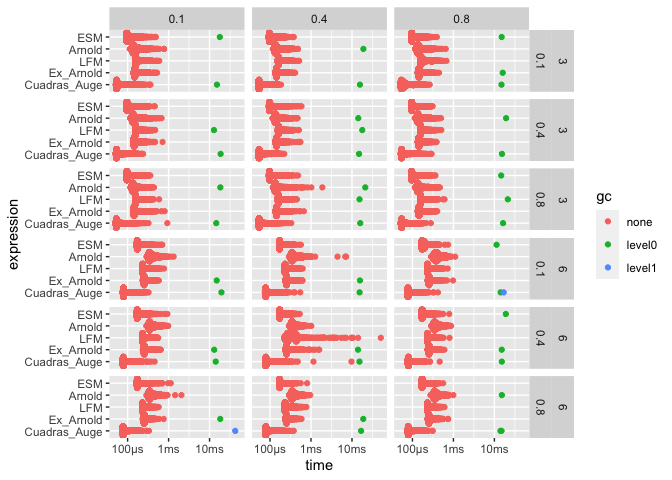 0.1 0.4 0.8
ESM
Arnold
LFM
Ex_Arnold
Cuadras_Auge
0.1 3
ESM
Arnold
LFM
Ex_Arnold
Cuadras_Auge
0.4 3
ESM
Arnold
LFM
Ex_Arnold
Cuadras_Auge
0.8 3
ESM
Arnold
LFM
Ex_Arnold
Cuadras_Auge
0.1 6
ESM
Arnold
LFM
Ex_Arnold
Cuadras_Auge
0.4 6
ESM
Arnold
LFM
Ex_Arnold
Cuadras_Auge
0.8 6
100µs 1ms 10ms 100µs 1ms 10ms 100µs 1ms 10ms
time
expression
gc
none
level0
level1